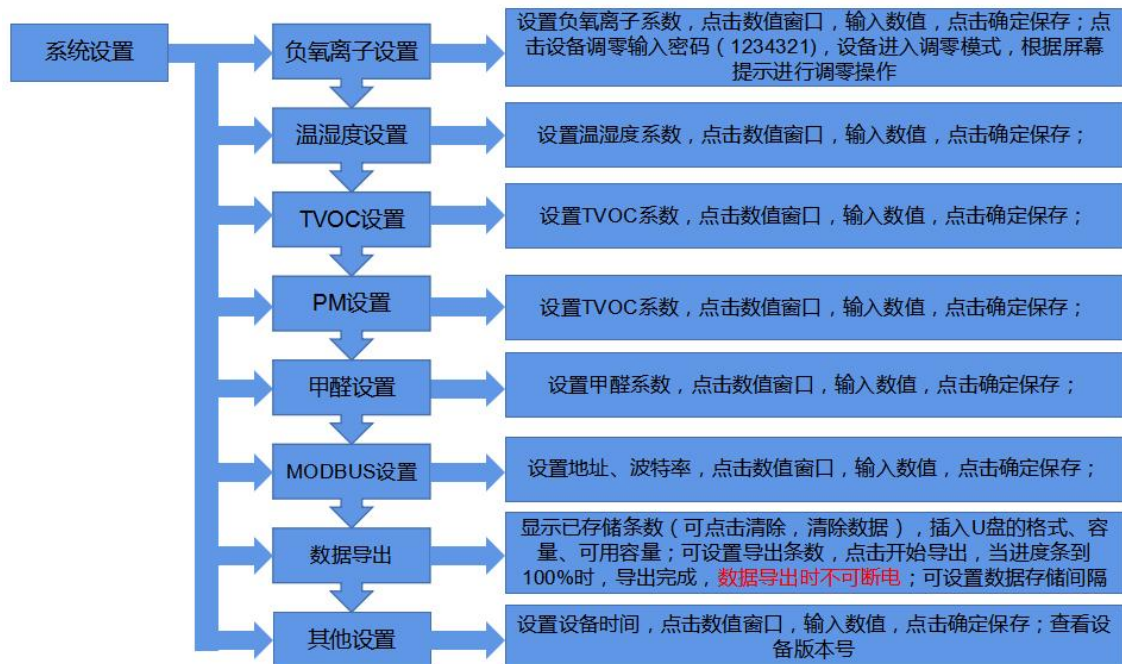 系统设置
负氧离子设置
设置负氧离子系数，点击数值窗口，输入数值，点击确定保存；点
击设备调零输入密码（1234321)，设备进入调零模式，根据屏幕
提示进行调零操作
温湿度设置
设置温湿度系数，点击数值窗口，输入数值，点击确定保存；
TVOC设置
设置TVOC系数，点击数值窗口，输入数值，点击确定保存；
PM设置
设置TVOC系数，点击数值窗口，输入数值，点击确定保存；
甲醛设置
设置甲醛系数，点击数值窗口，输入数值，点击确定保存；
MODBUS设置
设置地址、波特率，点击数值窗口，输入数值，点击确定保存；
数据导出
显示已存储条数（可点击清除，清除数据），插入U盘的格式、容
量、可用容量；可设置导出条数，点击开始导出，当进度条到
100%时，导出完成，数据导出时不可断电；可设置数据存储间隔
其他设置
设置设备时间，点击数值窗口，输入数值，点击确定保存；查看设
备版本号